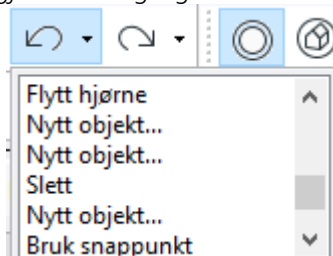 Flytt hjørne
Nytt objekt...
Nytt objekt...
Slett
Nytt objekt...
Bruk snappunkt